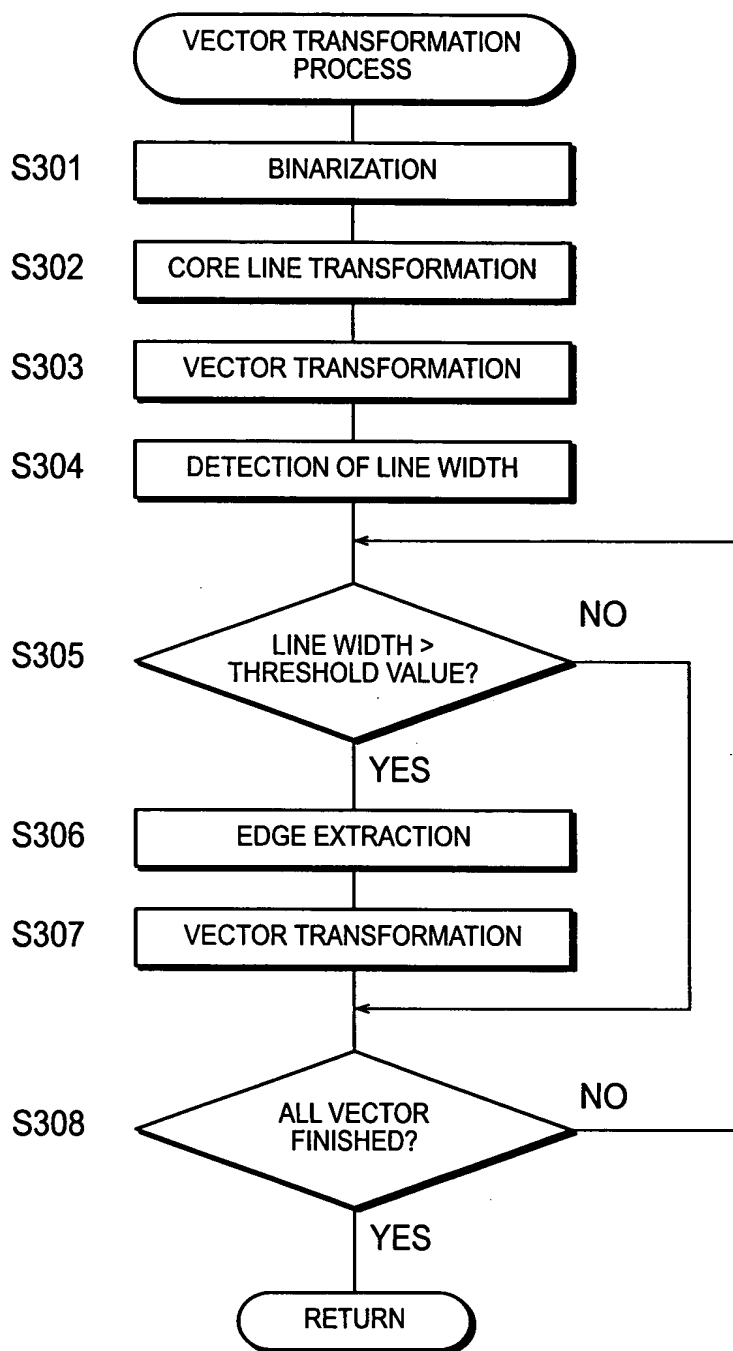 VECTOR TRANSFORMATION
PROCESS
S301
BINARIZATION
S302
CORE LINE TRANSFORMATION
S303
VECTOR TRANSFORMATION
S304
DETECTION OF LINE WIDTH
S305
LINE WIDTH >
THRESHOLD VALUE?
NO
YES
S306
EDGE EXTRACTION
S307
VECTOR TRANSFORMATION
S308
ALL VECTOR
FINISHED?
NO
YES
RETURN